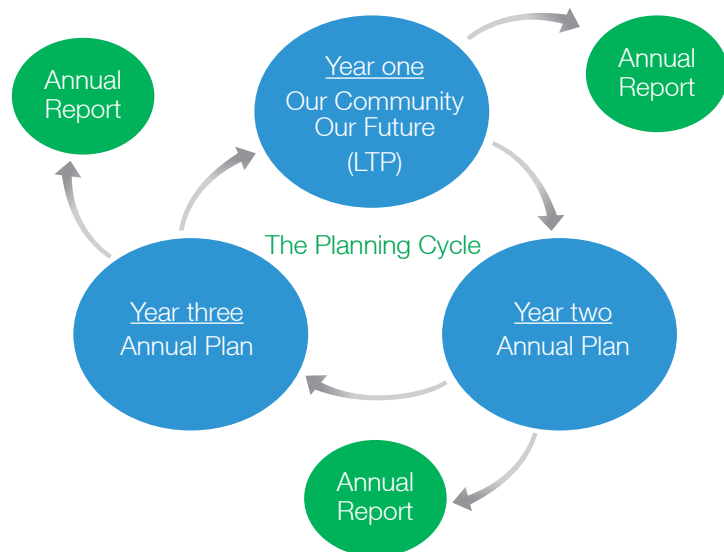 Year one
Our Community
Our Future
(LTP)
Annual
Report
Annual
Report
The Planning Cycle
Year three
Annual Plan
Year two
Annual Plan
Annual
Report